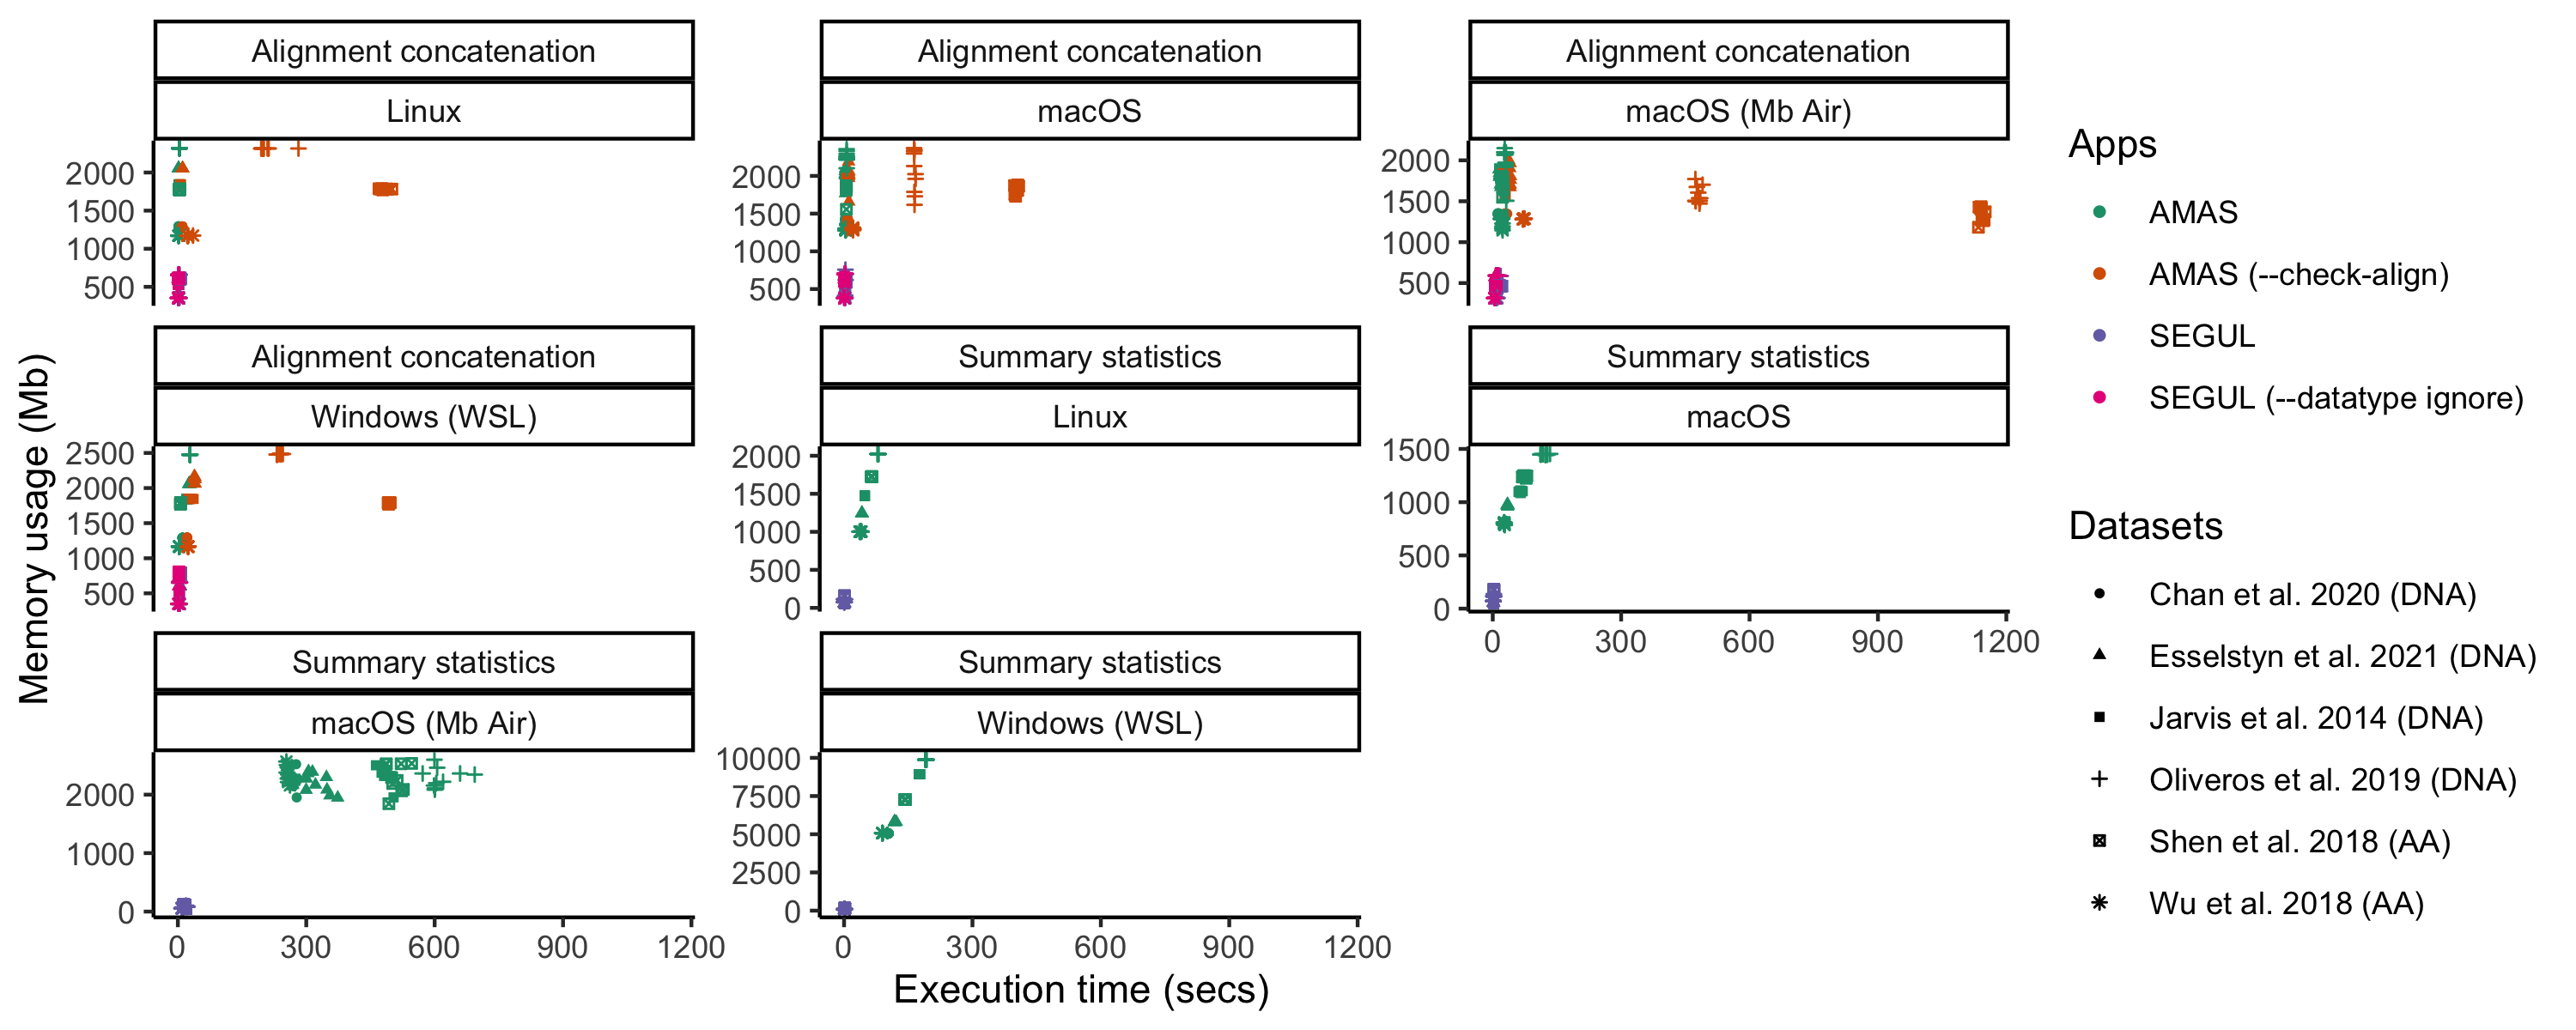 Alignment concatenation
Linux
2000
1500
1000
500
Alignment concatenation
macOS
2000
1500
1000
500
Alignment concatenation
macOS (Mb Air)
2000
1500
1000
500
Alignment concatenation
Windows (WSL)
2500
2000
1500
1000
500
Summary statistics
Linux
2000
1500
1000
500
0
Summary statistics
macOS
1500
1000
500
0
0 300 600 900 1200
Summary statistics
macOS (Mb Air)
2000
1000
0
0 300 600 900 1200
Summary statistics
Windows (WSL)
10000
7500
5000
2500
0
0 300 600 900 1200
Memory usage (Mb)
Execution time (secs)
Apps
AMAS
AMAS (--check-align)
SEGUL
SEGUL (--datatype ignore)
Datasets
Chan et al. 2020 (DNA)
Esselstyn et al. 2021 (DNA)
Jarvis et al. 2014 (DNA)
Oliveros et al. 2019 (DNA)
Shen et al. 2018 (AA)
Wu et al. 2018 (AA)